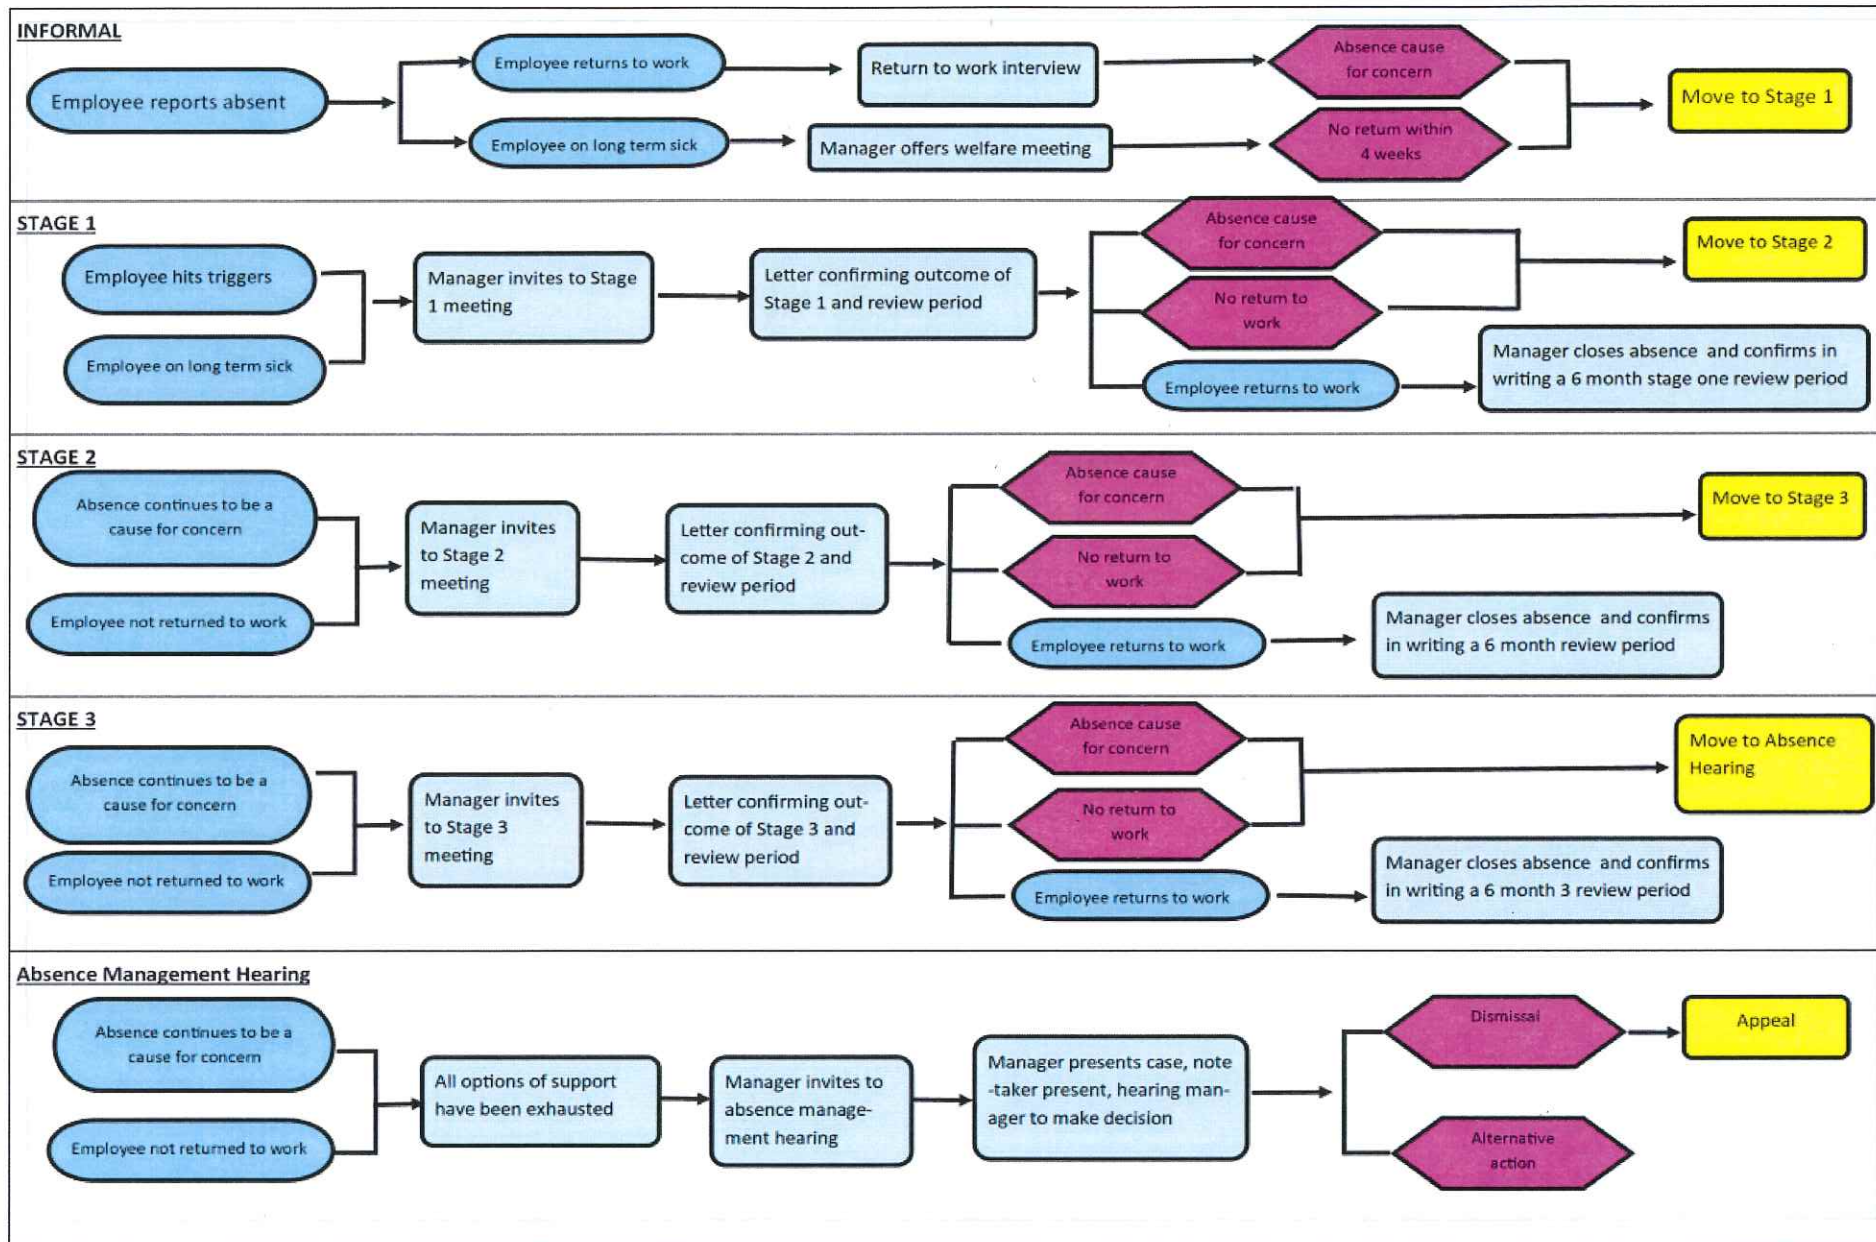 INFORMAL
Employee reports absent
Employee returns to work
Return to work interview
Absence cause
for concern
Employee on long term sick
Manager offers welfare meeting
No return within
4 weeks
Move to Stage 1
STAGE 1
Employee hits triggers
Employee on long term sick
Manager invites to Stage
1 meeting
Letter confirming outcome of
Stage 1 and review period
Absence cause
for concern
No return to
work
Employee returns to work
Move to Stage 2
Manager closes absence and confirms in
writing a 6 month stage one review period
STAGE 2
Absence continues to be a
cause for concern
Employee not returned to work
Manager invites
to Stage 2
meeting
Letter confirming out-
come of Stage 2 and
review period
Absence cause
for concern
No return to
work
Employee returns to work
Move to Stage 3
Manager closes absence and confirms
in writing a 6 month review period
STAGE 3
Absence continues to be a
cause for concern
Employee not returned to work
Manager invites
to Stage 3
meeting
Letter confirming out-
come of Stage 3 and
review period
Absence cause
for concern
No return to
work
Employee returns to work
Move to Absence
Hearing
Manager closes absence and confirms
in writing a 6 month 3 review period
Absence Management Hearing
Absence continues to be a
cause for concern
Employee not returned to work
All options of support
have been exhausted
Manager invites to
absence manage-
ment hearing
Manager presents case, note
-taker present, hearing man-
ager to make decision
Dismissal
Alternative
action
Appeal